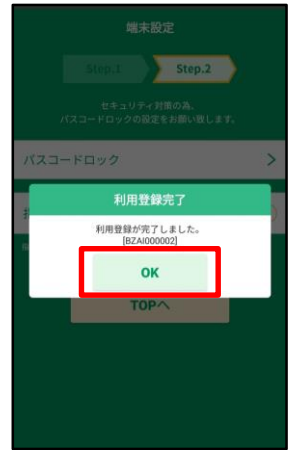 端末設定
Step.1
Step.2
セキュリティ対策の為、
パスコードロックの設定をお願い致します。
パスコードロック
利用登録完了
利用登録が完了しました。
[BZAI000002]
OK
TOPへ